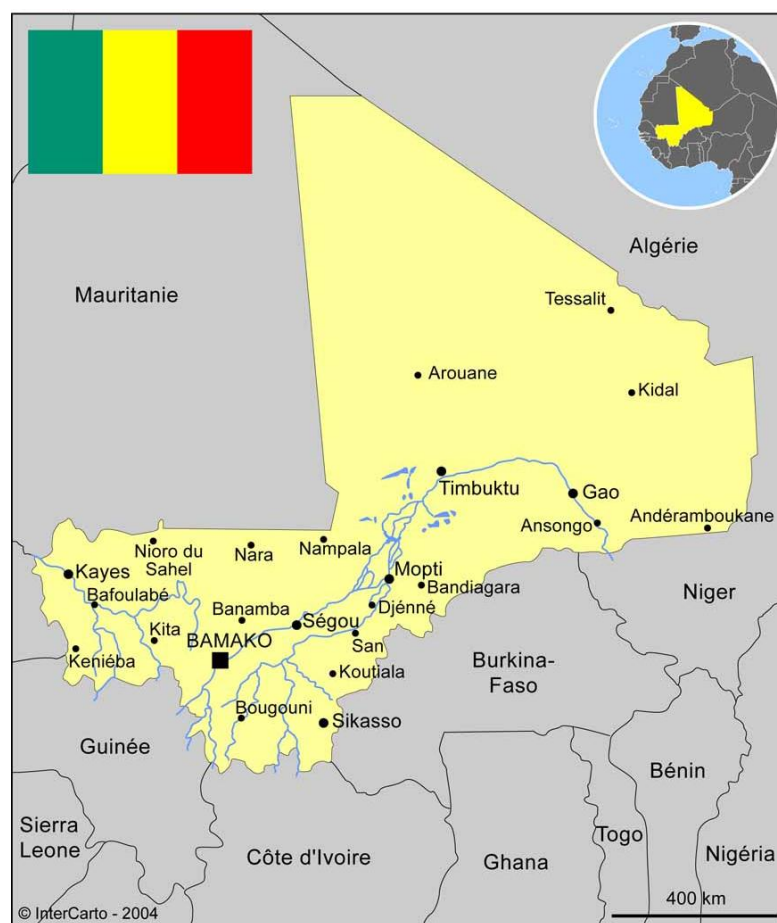 Algérie
Mauritanie
Tessalit
Arouane
Kidal
Timbuktu
Gao
Ansongo
Andéramboukane
Nioro du
Sahel
Nara
Nampala
Kayes
Mopti
Bafoulabé
Bandiagara
Niger
Banamba
Djénné
Ségou
Kita
BAMAKO
San
Keniéba
Koutiala
Burkina-
Faso
Bougouni
Sikasso
Guinée
Bénin
Sierra
Leone
Côte d'Ivoire
Ghana
Togo
Nigéria
400 km
© InterCarto - 2004